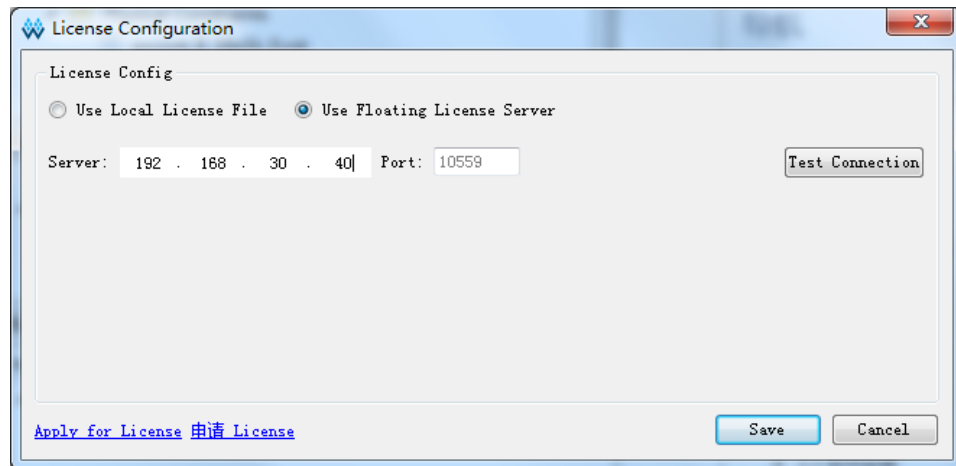 License Configuration
License Config
Use Local License File Use Floating License Server
Server: 192 . 168 . 30 . 40 Port: 10559 Test Connection
Apply for License 申请 License Save Cancel